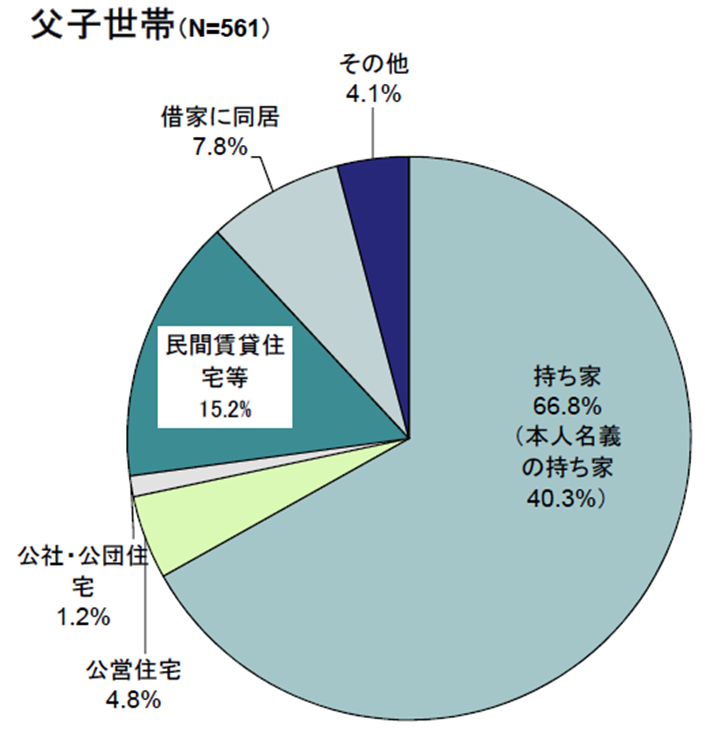 父子世帯(N=561)
その他
4.1%
借家に同居
7.8%
持ち家
66.8%
(本人名義
の持ち家
40.3%)
民間賃貸住
宅等
15.2%
公社・公団住
宅
1.2%
公営住宅
4.8%